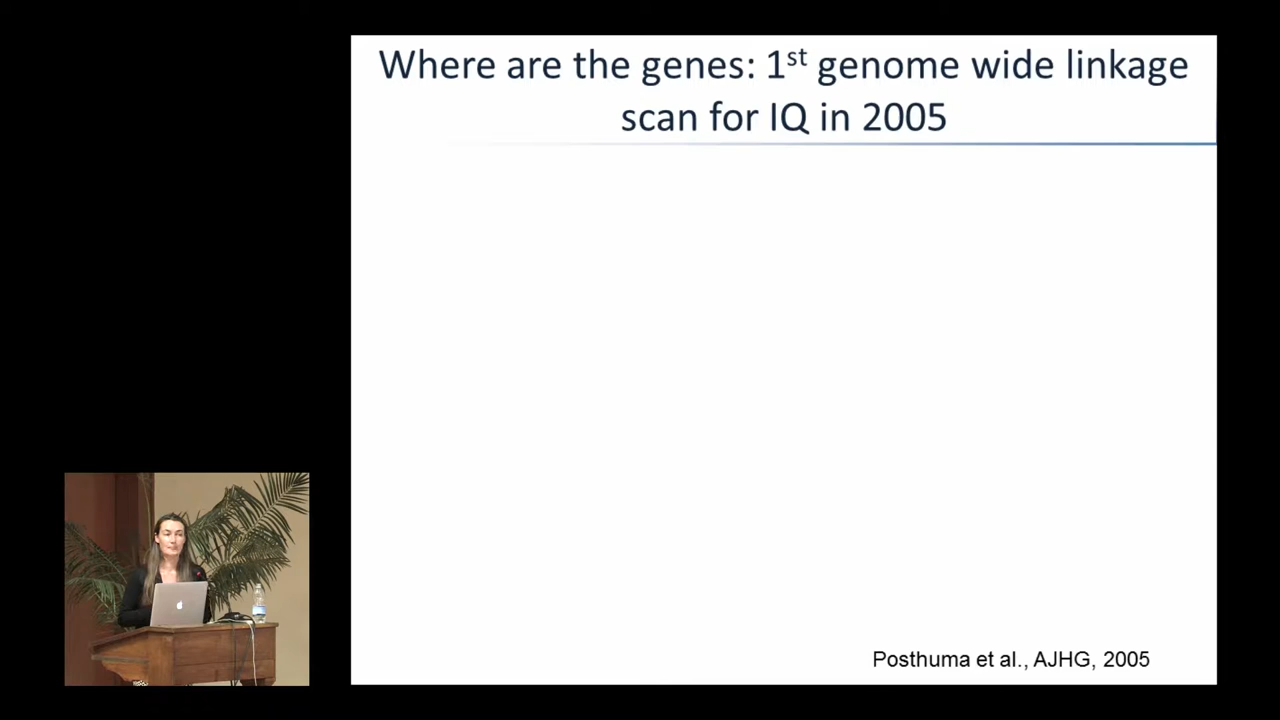 Where are the genes: 1st genome wide linkage
scan for IQ in 2005
Posthuma et al., AJHG, 2005